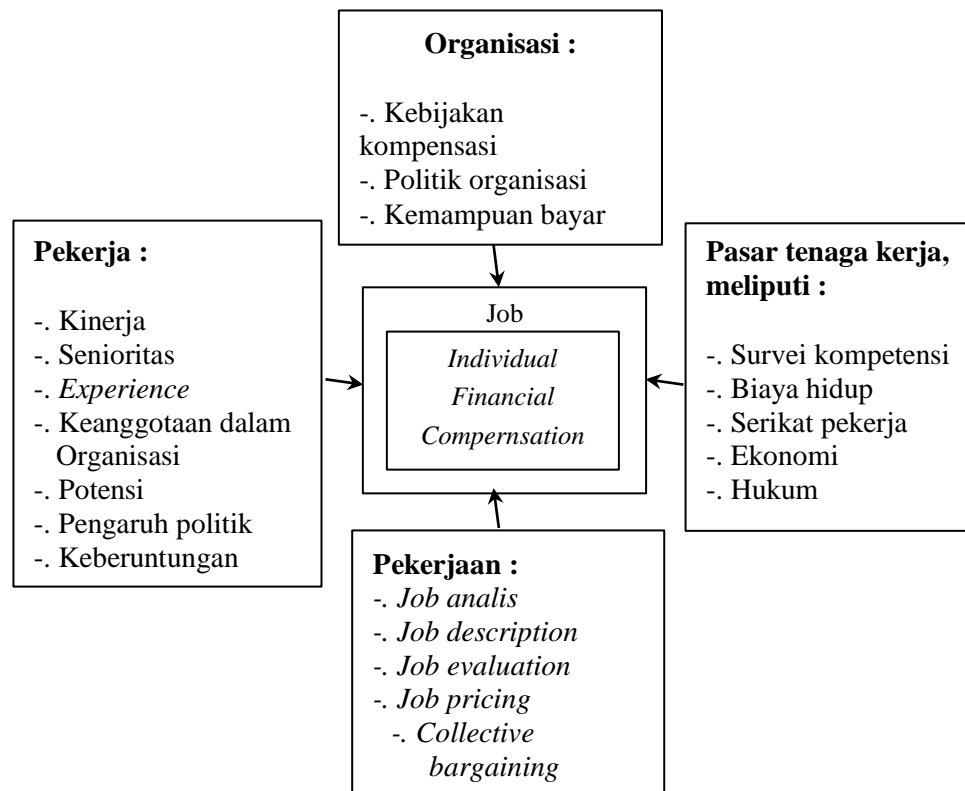 Organisasi :
-. Kebijakan
kompensasi
-. Politik organisasi
-. Kemampuan bayar
Pekerja :
-. Kinerja
-. Senioritas
-. Experience
-. Keanggotaan dalam
Organisasi
-. Potensi
-. Pengaruh politik
-. Keberuntungan
Job
Individual
Financial
Compernsation
Pasar tenaga kerja,
meliputi :
-. Survei kompetensi
-. Biaya hidup
-. Serikat pekerja
-. Ekonomi
-. Hukum
Pekerjaan :
-. Job analis
-. Job description
-. Job evaluation
-. Job pricing
-. Collective
bargaining